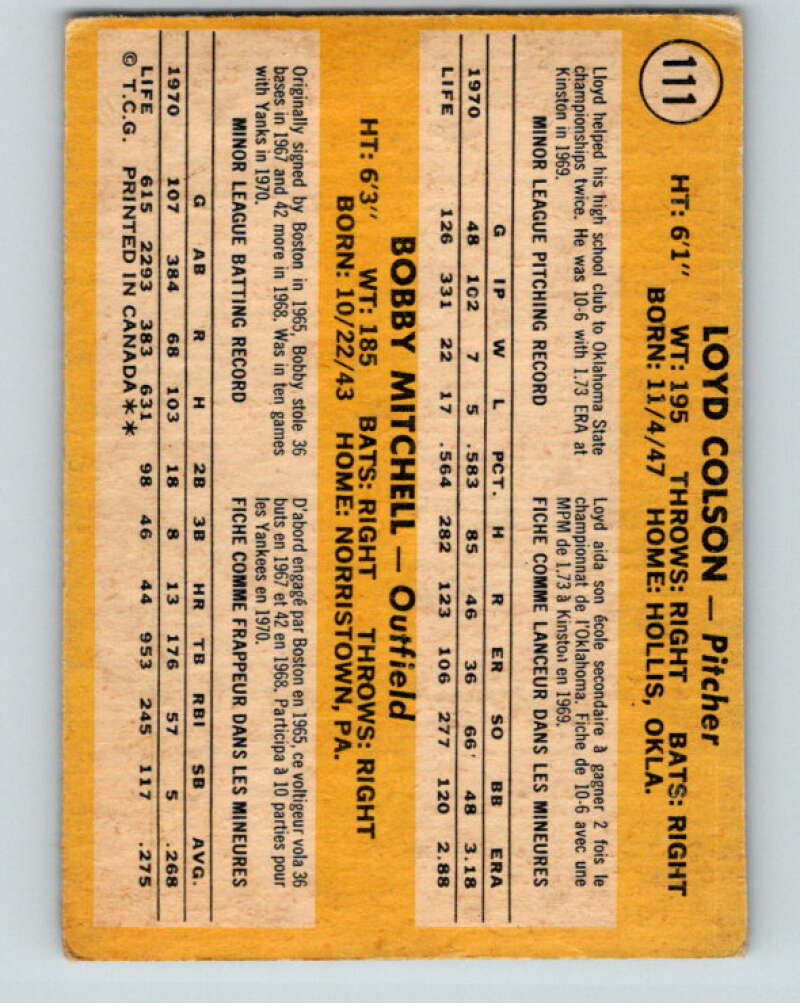 111
LOYD COLSON — Pitcher
HT: 6'1" WT: 195 THROWS: RIGHT BATS: RIGHT
BORN: 11/4/47 HOME: HOLLIS, OKLA.
Lloyd helped his high school club to Oklahoma State
championships twice. He was 10-6 with 1.73 ERA at
Kinston in 1969.
Loyd aida son école secondaire à gagner 2 fois le
championnat de l'Oklahoma. Fiche de 10-6 avec une
MPM de 1.73 à Kinston en 1969.
MINOR LEAGUE PITCHING RECORD FICHE COMME LANCEUR DANS LES MINEURES
G IP W L PCT. H R ER SO BB ERA
1970 48 102 7 5 .583 85 46 36 66 48 3.18
LIFE 126 331 22 17 .564 282 123 106 277 120 2.88
BOBBY MITCHELL — Outfield
HT: 6'3" WT: 185 BATS: RIGHT THROWS: RIGHT
BORN: 10/22/43 HOME: NORRISTOWN, PA.
Originally signed by Boston in 1965, Bobby stole 36
bases in 1967 and 42 more in 1968. Was in ten games
with Yanks in 1970.
D'abord engagé par Boston en 1965, ce voltigeur vola 36
buts en 1967 et 42 en 1968. Participa à 10 parties pour
les Yankees en 1970.
MINOR LEAGUE BATTING RECORD FICHE COMME FRAPPEUR DANS LES MINEURES
G AB R H 2B 3B HR TB RBI SB AVG.
1970 107 384 68 103 18 8 13 176 57 5 .268
LIFE 615 2293 383 631 98 46 44 953 245 117 .275
© T.C.G. PRINTED IN CANADA**